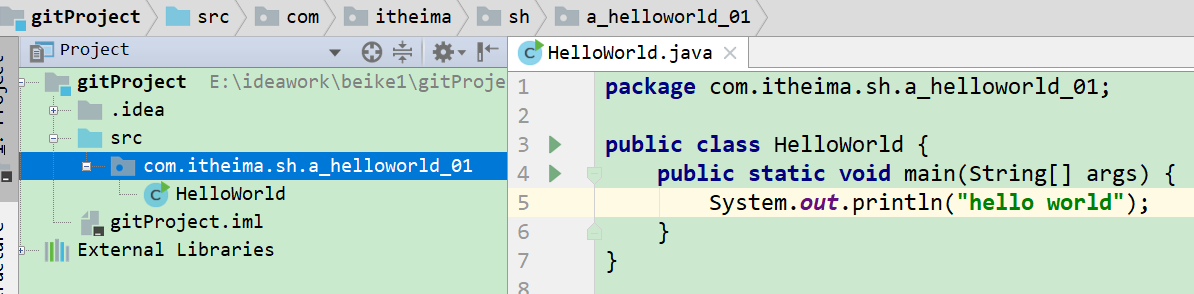 gitProject src com itheima sh a_helloworld_01
Project
gitProject E:\ideawork\beike1\gitProje
.idea
src
com.itheima.sh.a_helloworld_01
HelloWorld
gitProject.iml
External Libraries
HelloWorld.java
1 package com.itheima.sh.a_helloworld_01;
2
3 public class HelloWorld {
4 public static void main(String[] args) {
5 System.out.println("hello world");
6 }
7 }
8
1: Project